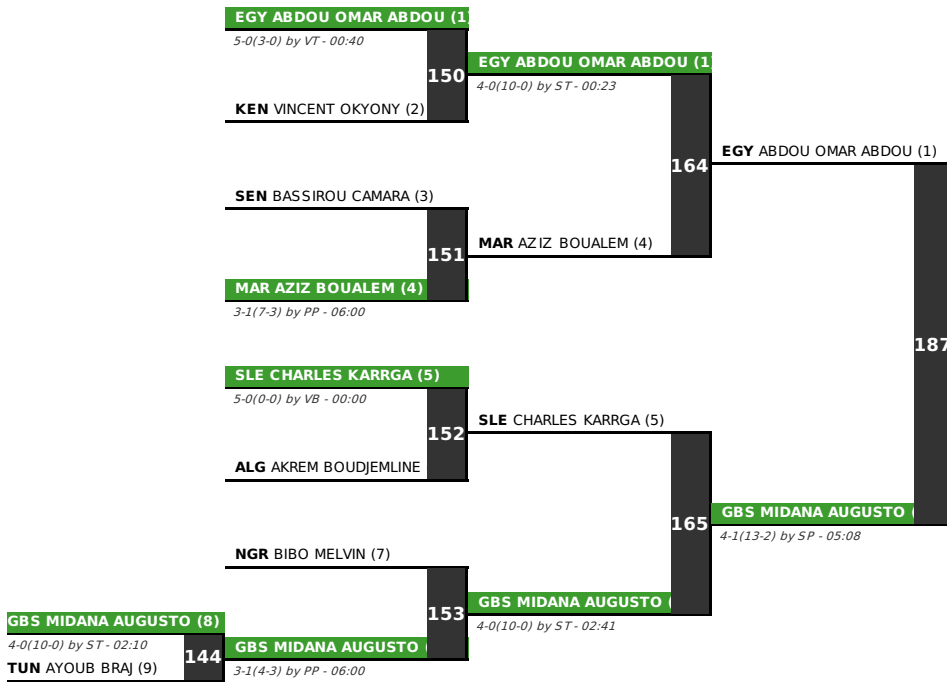 EGY ABDOU OMAR ABDOU (1)
5-0(3-0) by VT - 00:40
150
KEN VINCENT OKYONY (2)
EGY ABDOU OMAR ABDOU (1)
4-0(10-0) by ST - 00:23
164
EGY ABDOU OMAR ABDOU (1)
SEN BASSIROU CAMARA (3)
151
MAR AZIZ BOUALEM (4)
MAR AZIZ BOUALEM (4)
3-1(7-3) by PP - 06:00
187
SLE CHARLES KARRGA (5)
5-0(0-0) by VB - 00:00
152
ALG AKREM BOUDJEMLINE
SLE CHARLES KARRGA (5)
165
GBS MIDANA AUGUSTO (
4-1(13-2) by SP - 05:08
NGR BIBO MELVIN (7)
153
GBS MIDANA AUGUSTO (
4-0(10-0) by ST - 02:41
GBS MIDANA AUGUSTO (8)
4-0(10-0) by ST - 02:10
144
TUN AYOUB BRAJ (9)
GBS MIDANA AUGUSTO (
3-1(4-3) by PP - 06:00